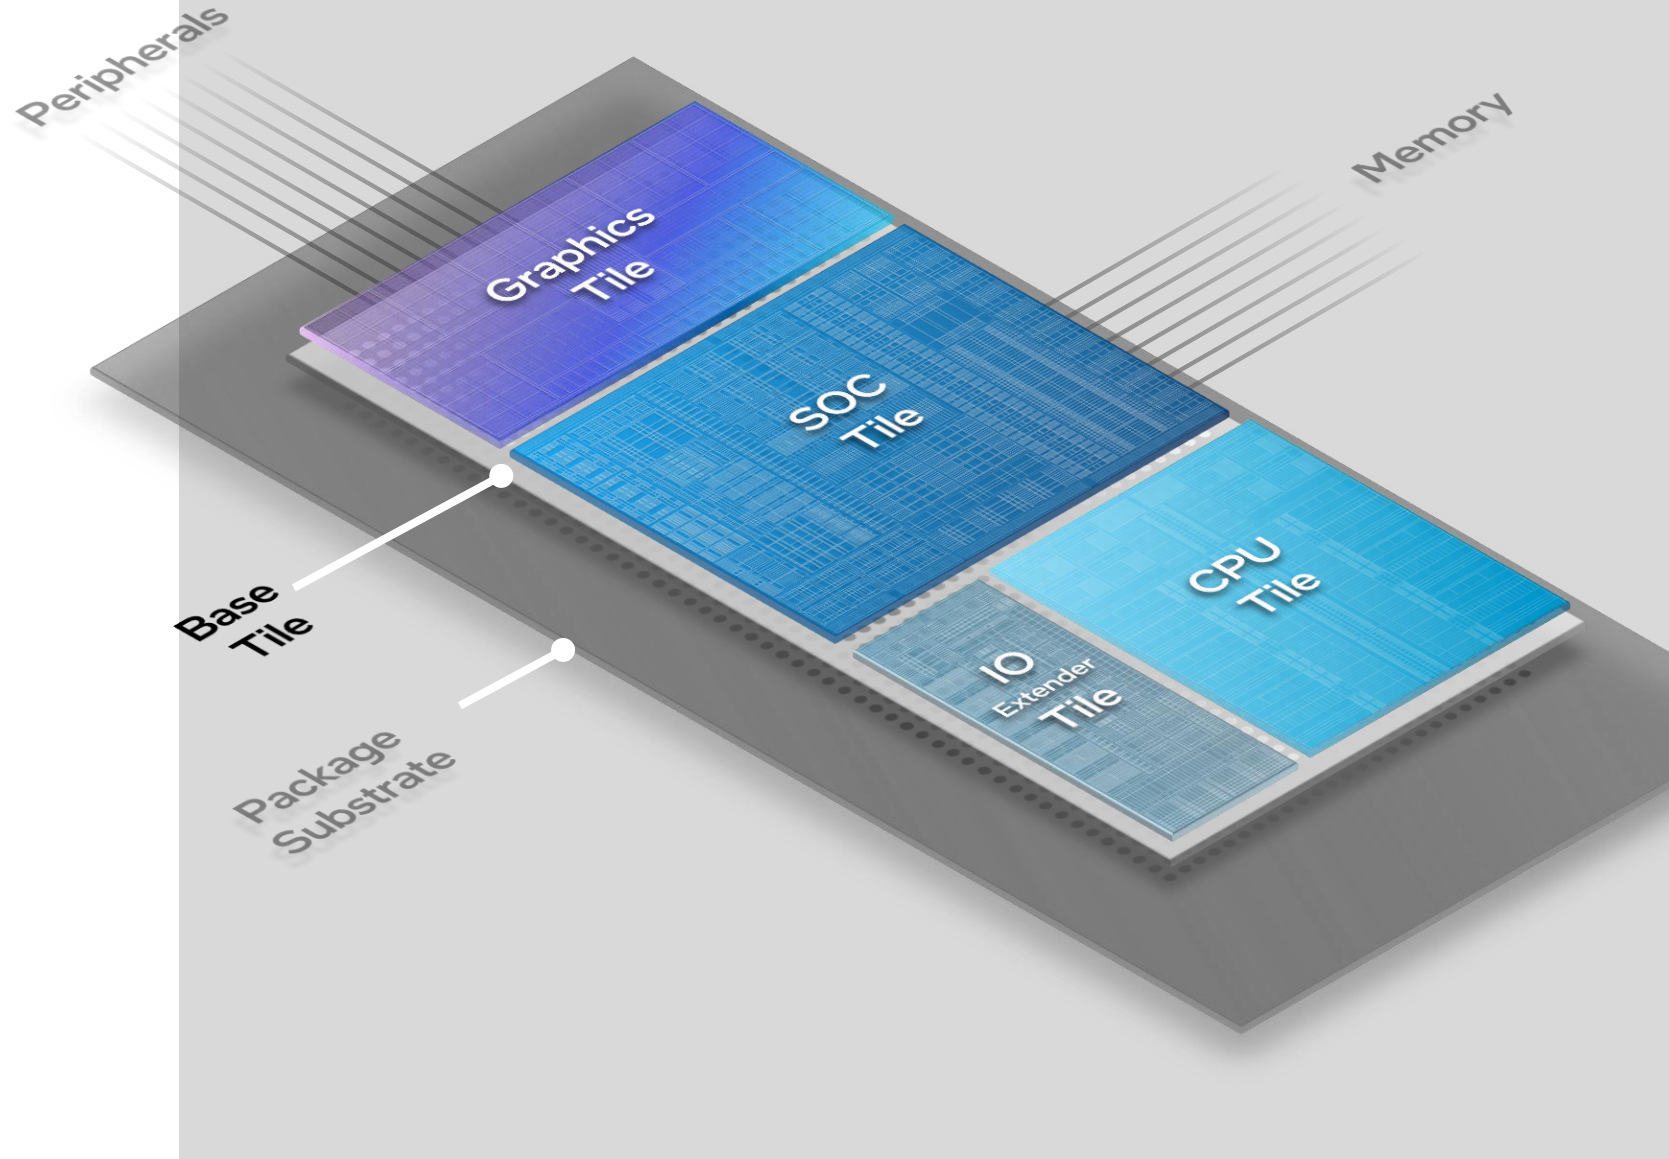 Peripherals
Memory
Graphics
Tile
SOC
Tile
CPU
Tile
IO
Extender
Tile
Base
Tile
Package
Substrate